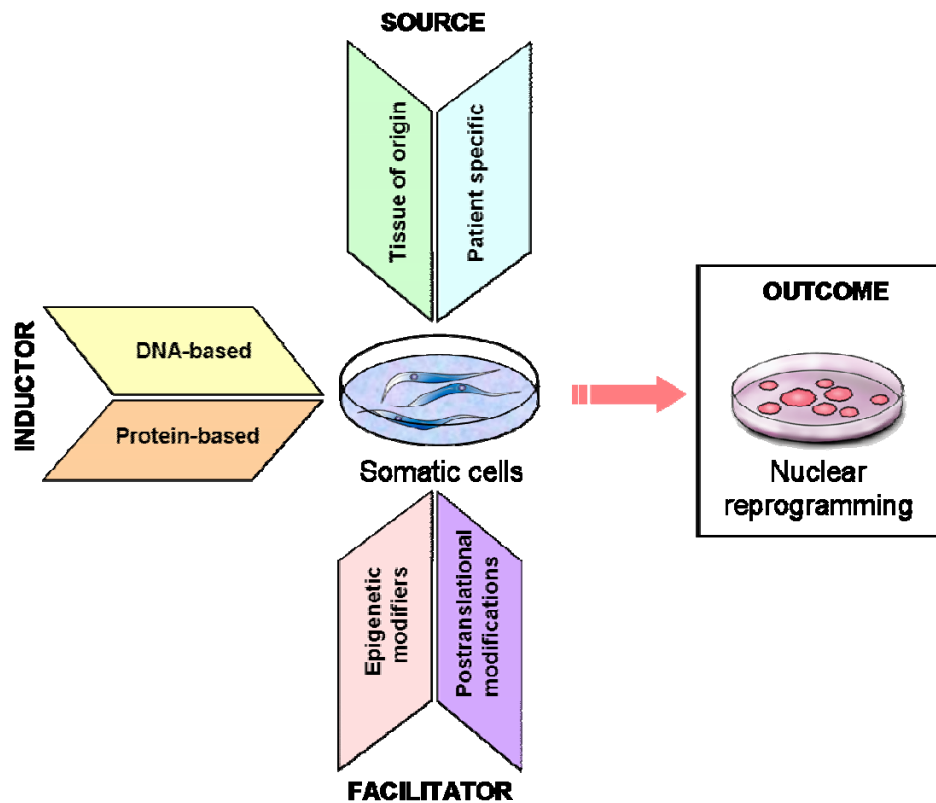 SOURCE
Tissue of origin
Patient specific
INDUCTOR
DNA-based
Protein-based
Somatic cells
OUTCOME
Nuclear
reprogramming
Epigenetic
modifiers
Postranslational
modifications
FACILITATOR